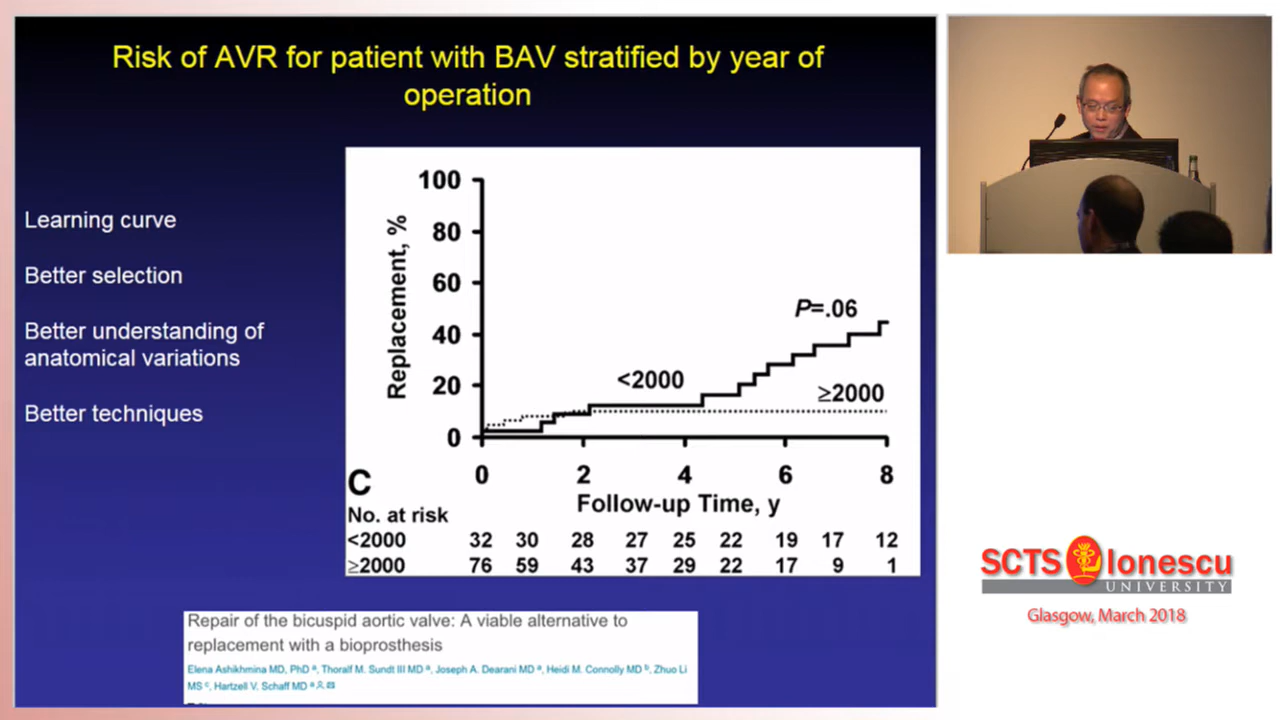 Risk of AVR for patient with BAV stratified by year of
operation
Learning curve
Better selection
Better understanding of
anatomical variations
Better techniques
100
80
60
40
20
0
Replacement, %
P=.06
<2000
≥2000
0 2 4 6 8
Follow-up Time, y
C
No. at risk
<2000 32 30 28 27 25 22 19 17 12
≥2000 76 59 43 37 29 22 17 9 1
Repair of the bicuspid aortic valve: A viable alternative to
replacement with a bioprosthesis
Elena Ashikhmina MD, PhD ª, Thoralf M. Sundt III MD ª, Joseph A. Dearani MD ª, Heidi M. Connolly MD ᵇ, Zhuo Li
MS ᶜ, Hartzell V. Schaff MD ª
SCTS Ionescu
UNIVERSITY
Glasgow, March 2018